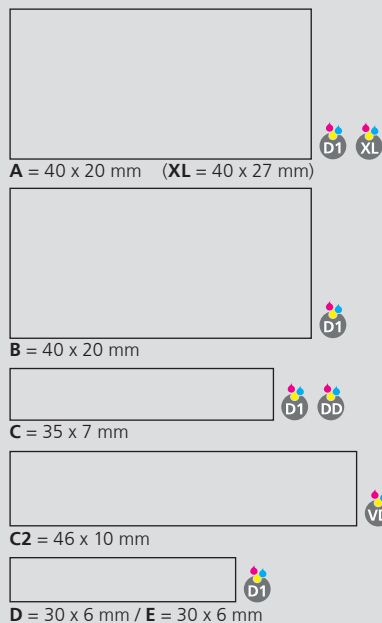 D1 XL
A = 40 x 20 mm (XL = 40 x 27 mm)
D1
B = 40 x 20 mm
D1 DD
C = 35 x 7 mm
C2 = 46 x 10 mm
D1
D = 30 x 6 mm / E = 30 x 6 mm